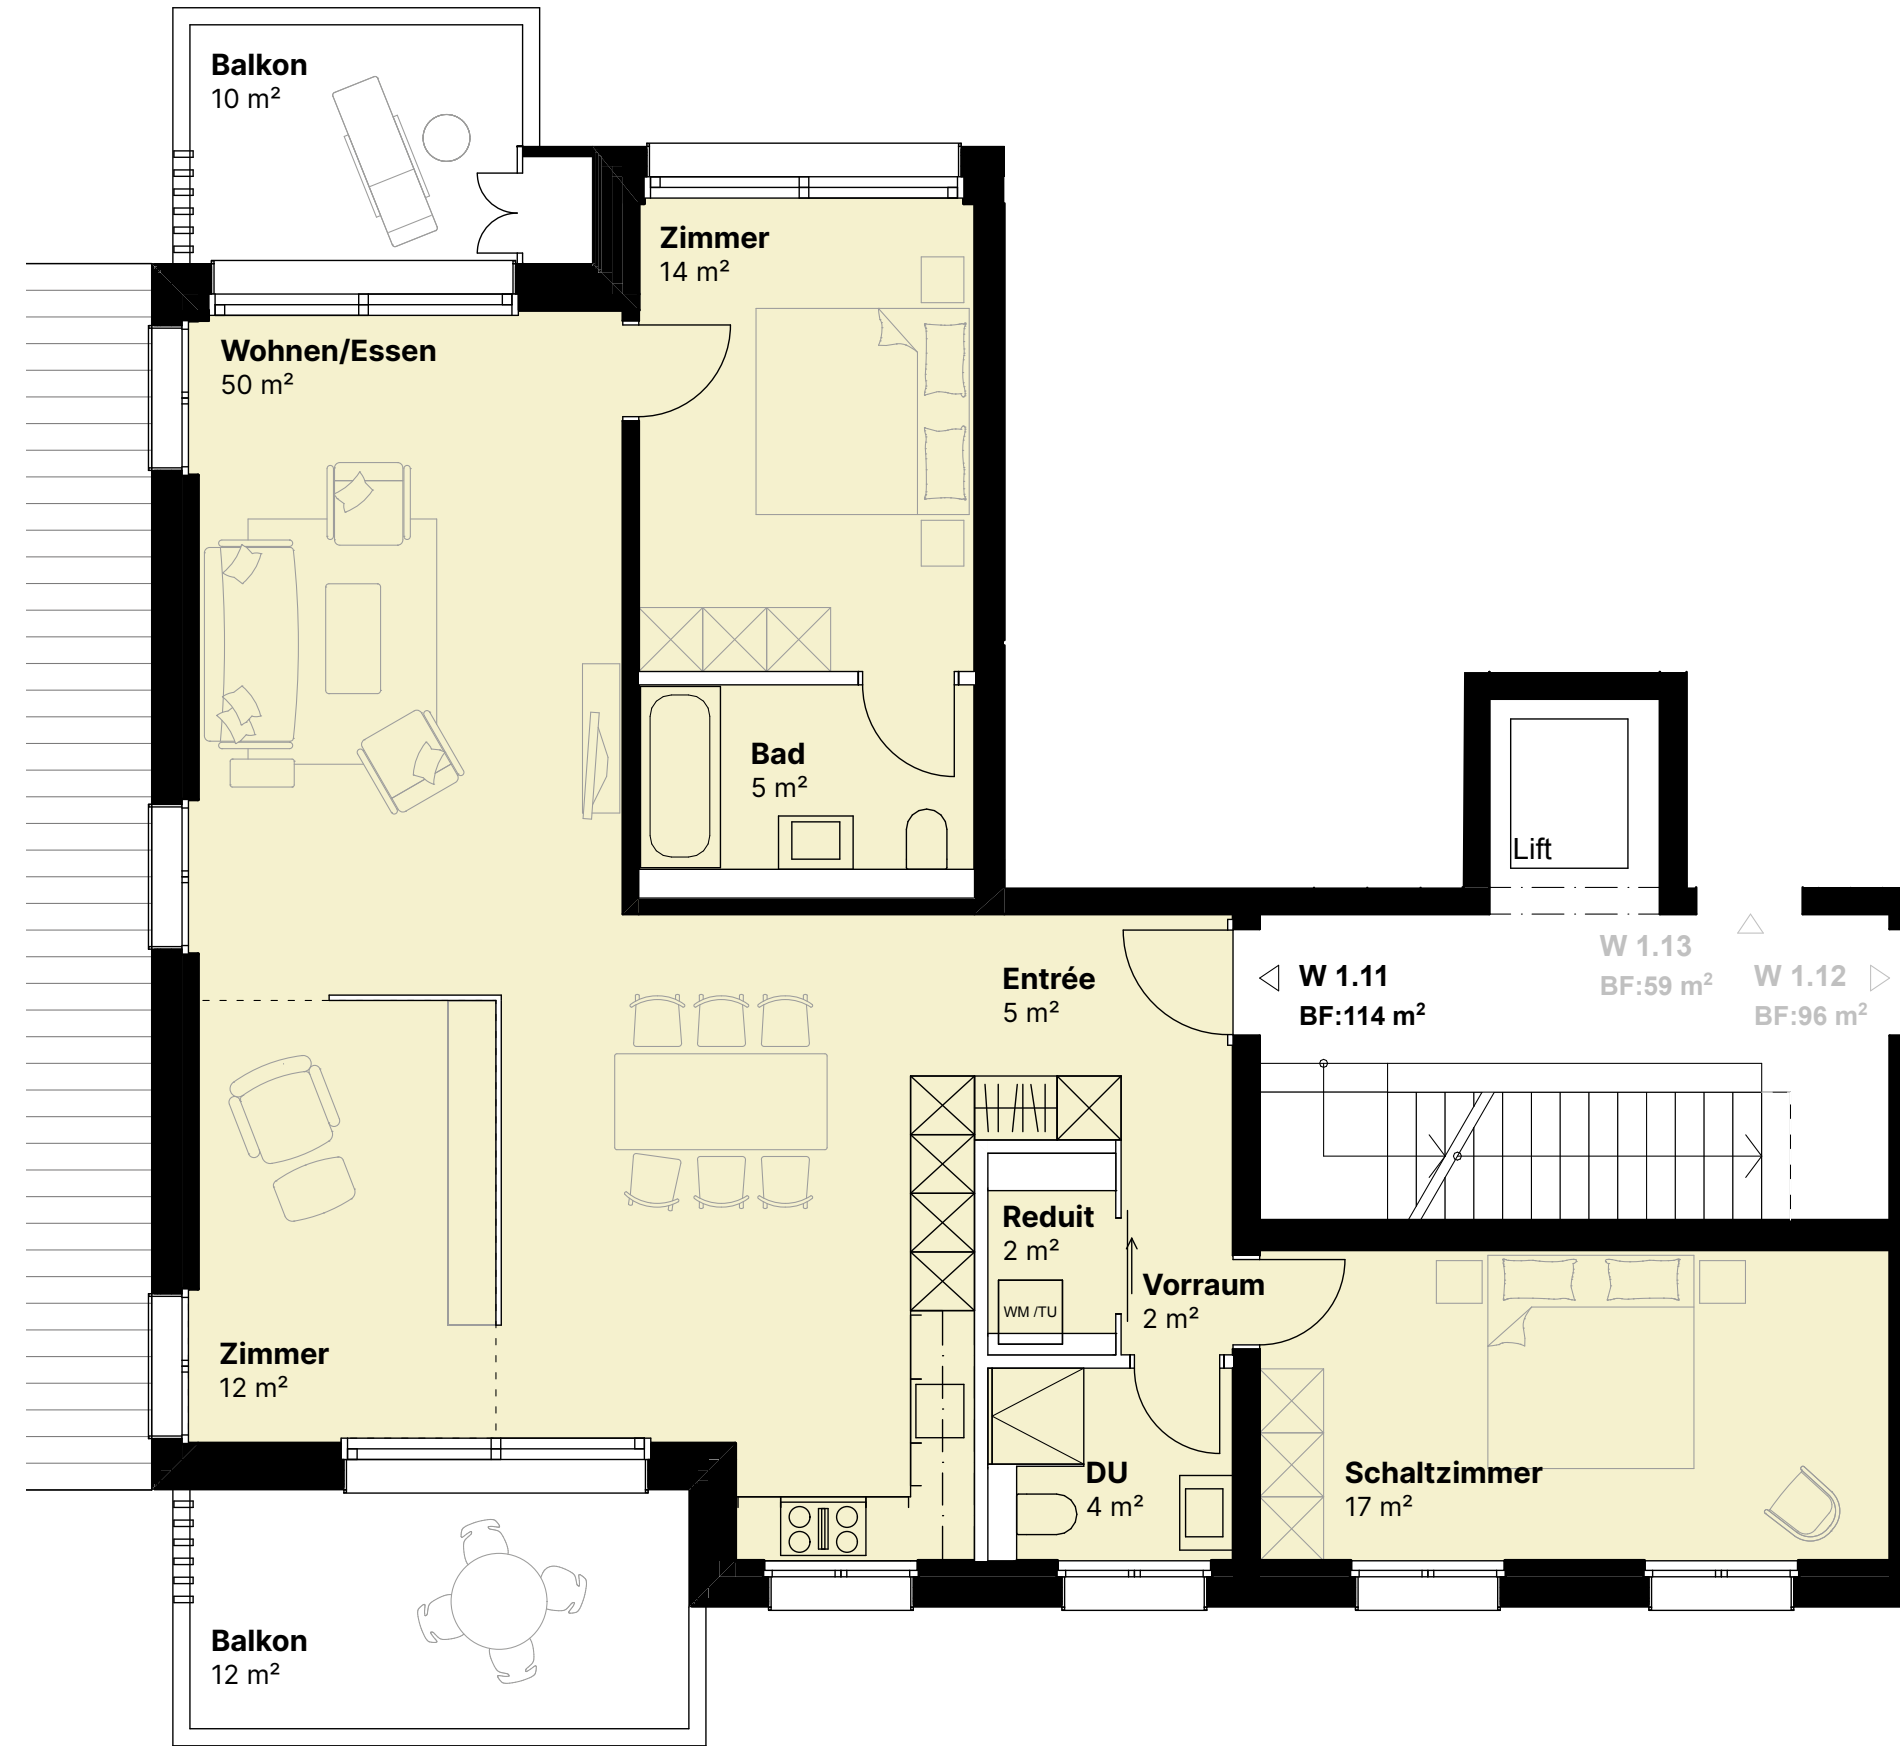 Balkon
10 m²
Zimmer
14 m²
Wohnen/Essen
50 m²
Bad
5 m²
Lift
Entrée
5 m²
W 1.11
BF:114 m²
W 1.13
BF:59 m²
W 1.12
BF:96 m²
Reduit
2 m²
WM /TU
Vorraum
2 m²
Zimmer
12 m²
DU
4 m²
Schaltzimmer
17 m²
Balkon
12 m²